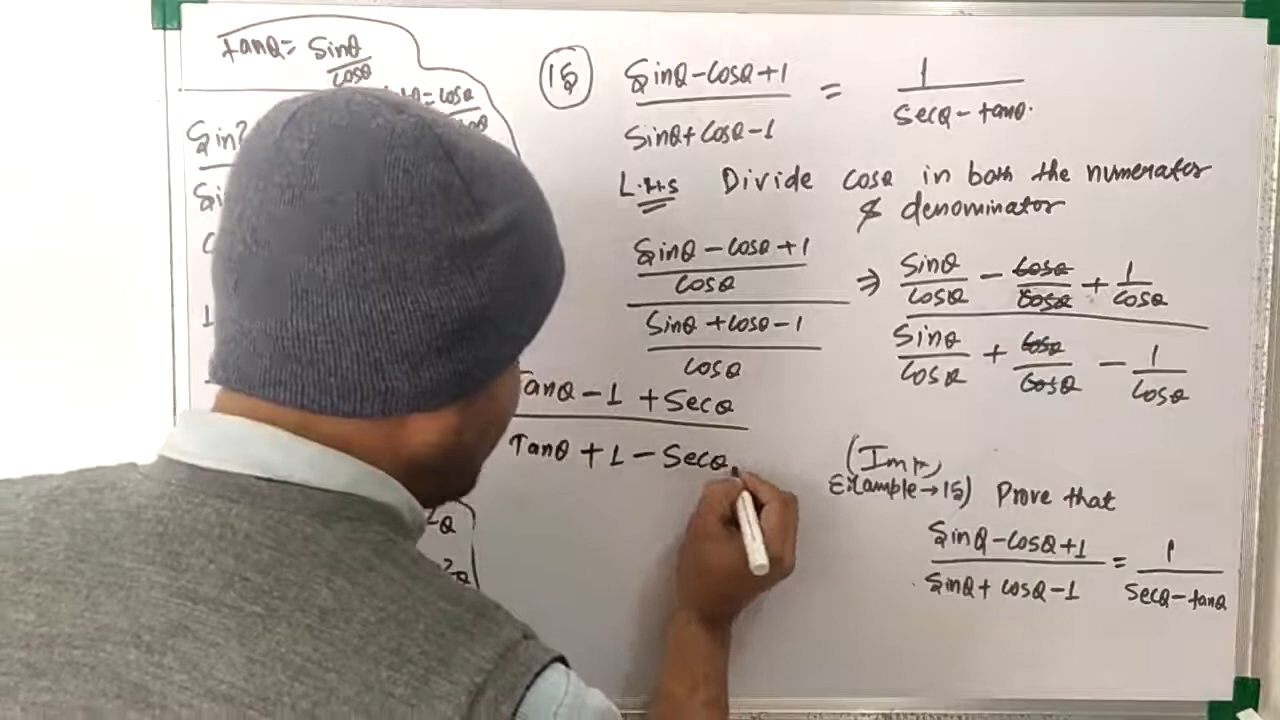 tanθ = sinθ/cosθ
= cosθ
Sin2
Sin
15 (sinθ - cosθ + 1)/(sinθ + cosθ - 1) = 1/(secθ - tanθ)
L.H.S Divide cosθ in both the numerator
& denominator
((sinθ - cosθ + 1)/cosθ)/((sinθ + cosθ - 1)/cosθ) ⇒ (sinθ/cosθ - cosθ/cosθ + 1/cosθ)/(sinθ/cosθ + cosθ/cosθ - 1/cosθ)
Tanθ - 1 + Secθ
Tanθ + 1 - Secθ
(Imp,
Example → 15) Prove that
(sinθ - cosθ + 1)/(sinθ + cosθ - 1) = 1/(secθ - tanθ)